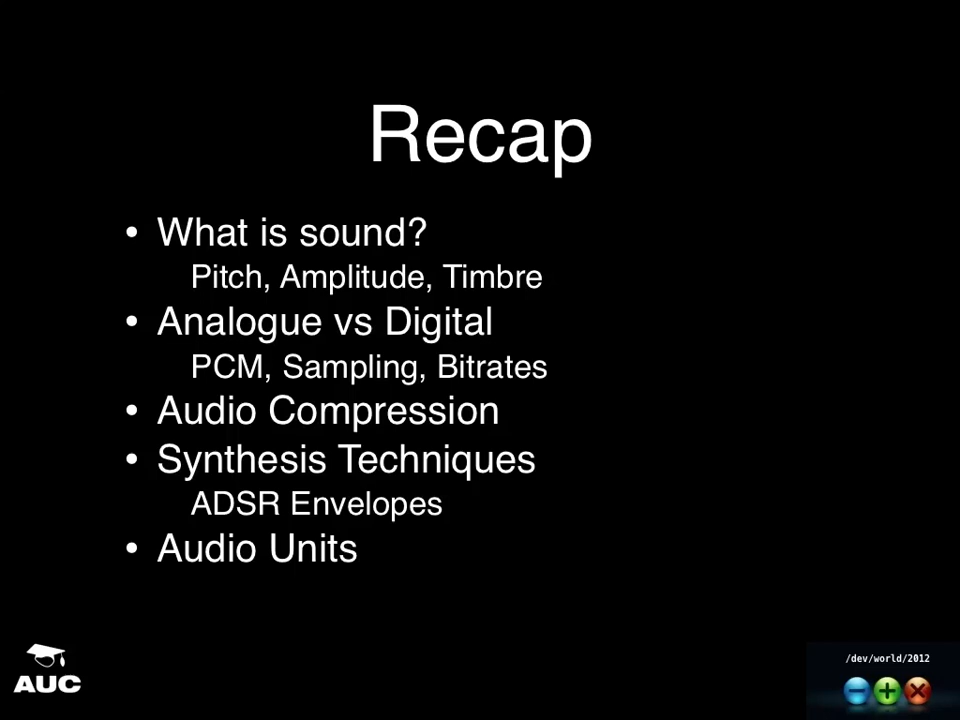 Recap
• What is sound?
Pitch, Amplitude, Timbre
• Analogue vs Digital
PCM, Sampling, Bitrates
• Audio Compression
• Synthesis Techniques
ADSR Envelopes
• Audio Units
AUC
/dev/world/2012